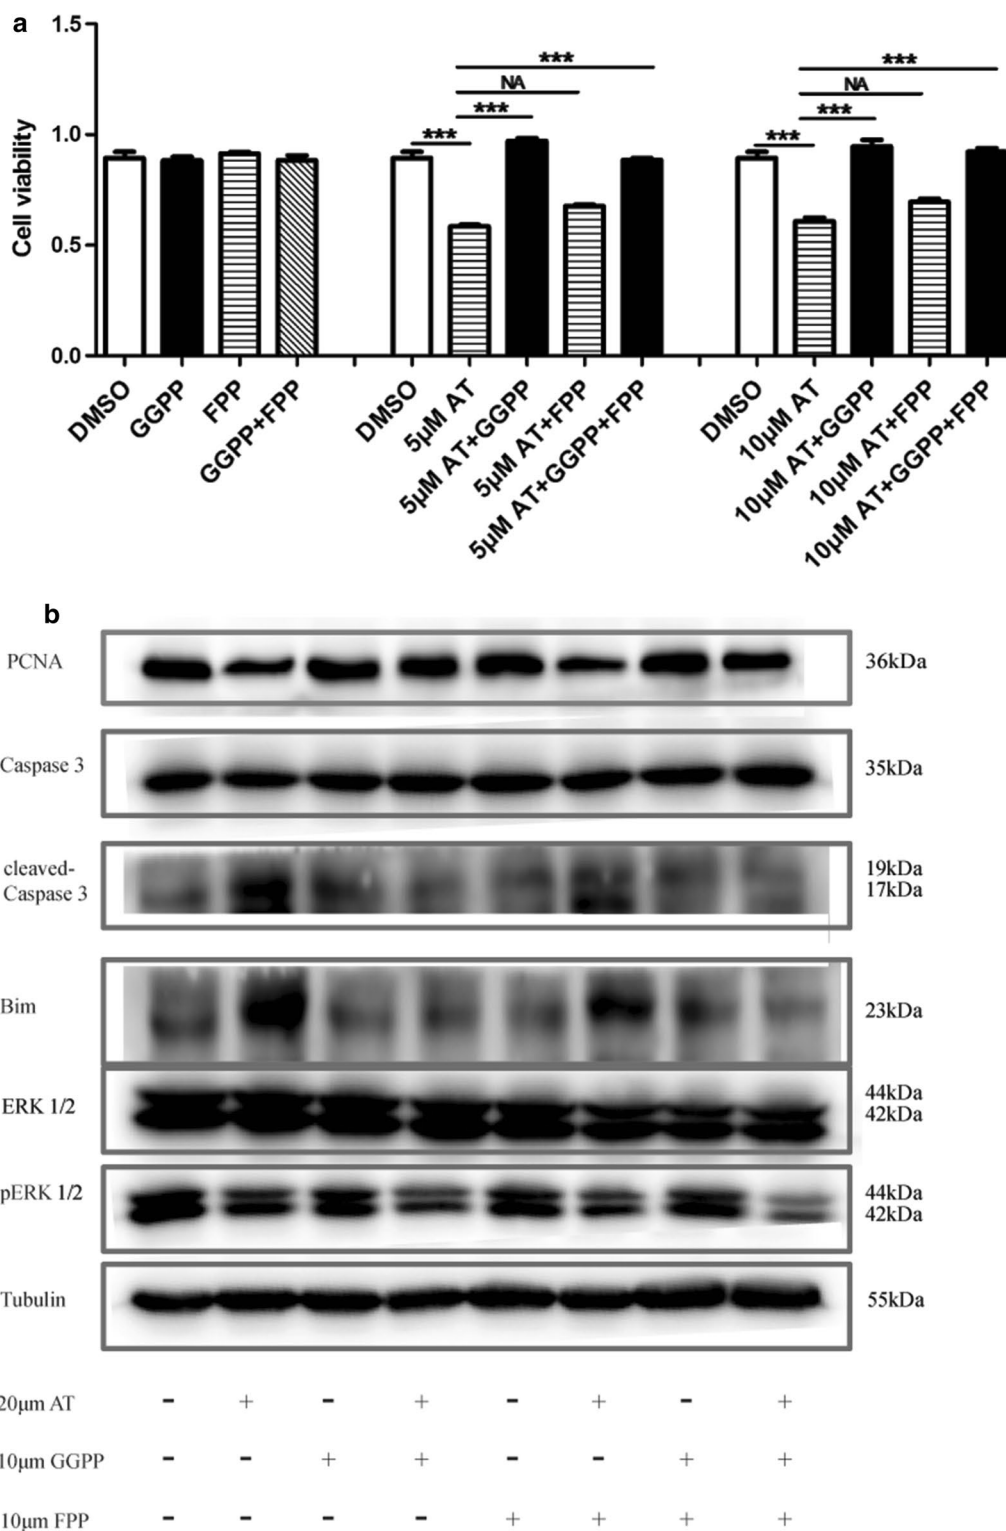 a
1.5
1.0
0.5
0.0
Cell viability
*** NA *** ***
*** NA *** ***
DMSO
GGPP
FPP
GGPP+FPP
DMSO
5μM AT
5μM AT+GGPP
5μM AT+FPP
5μM AT+GGPP+FPP
DMSO
10μM AT
10μM AT+GGPP
10μM AT+FPP
10μM AT+GGPP+FPP
b
PCNA 36kDa
Caspase 3 35kDa
cleaved- 19kDa
Caspase 3 17kDa
Bim 23kDa
ERK 1/2 44kDa
42kDa
pERK 1/2 44kDa
42kDa
Tubulin 55kDa
20μm AT - + - + - + - +
10μm GGPP - - + + - - + +
10μm FPP - - - - + + + +